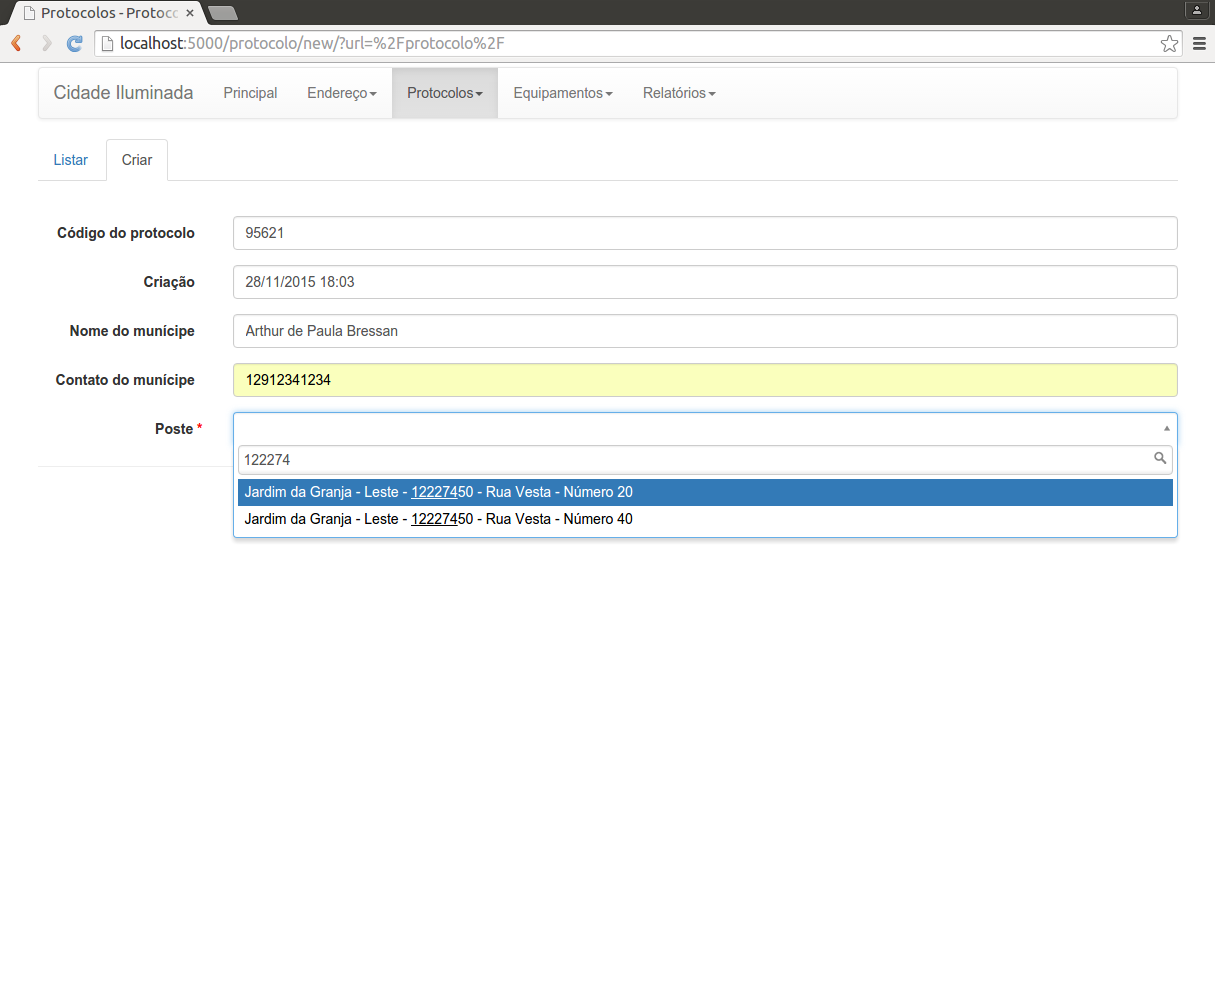 Protocolos - Protoco
localhost:5000/protocolo/new/?url=%2Fprotocolo%2F
Cidade Iluminada Principal Endereço Protocolos Equipamentos Relatórios
Listar Criar
Código do protocolo 95621
Criação 28/11/2015 18:03
Nome do munícipe Arthur de Paula Bressan
Contato do munícipe 12912341234
Poste *
122274
Jardim da Granja - Leste - 12227450 - Rua Vesta - Número 20
Jardim da Granja - Leste - 12227450 - Rua Vesta - Número 40